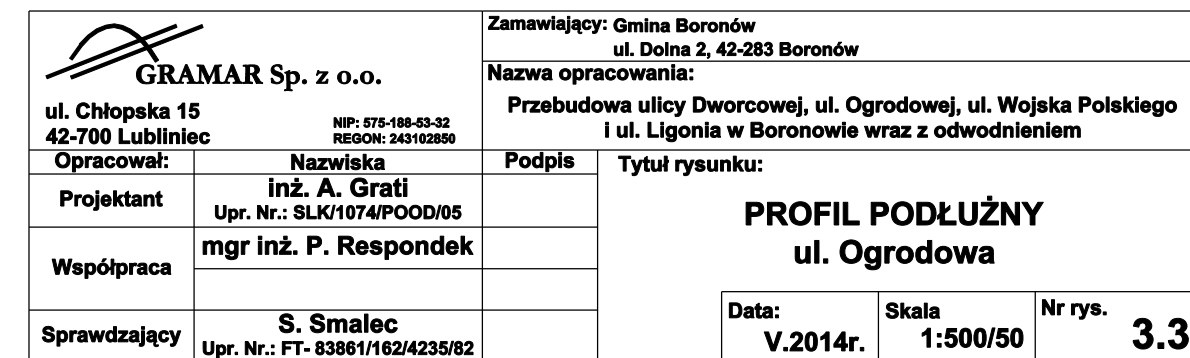 GRAMAR Sp. z o.o.
ul. Chłopska 15
42-700 Lubliniec
NIP: 575-188-53-32
REGON: 243102850
Zamawiający: Gmina Boronów
ul. Dolna 2, 42-283 Boronów
Nazwa opracowania:
Przebudowa ulicy Dworcowej, ul. Ogrodowej, ul. Wojska Polskiego
i ul. Ligonia w Boronowie wraz z odwodnieniem
Opracował: Nazwiska Podpis
Projektant
inż. A. Grati
Upr. Nr.: SLK/1074/POOD/05
Współpraca
mgr inż. P. Respondek
Sprawdzający
S. Smalec
Upr. Nr.: FT- 83861/162/4235/82
Tytuł rysunku:
PROFIL PODŁUŻNY
ul. Ogrodowa
Data:
V.2014r.
Skala
1:500/50
Nr rys.
3.3